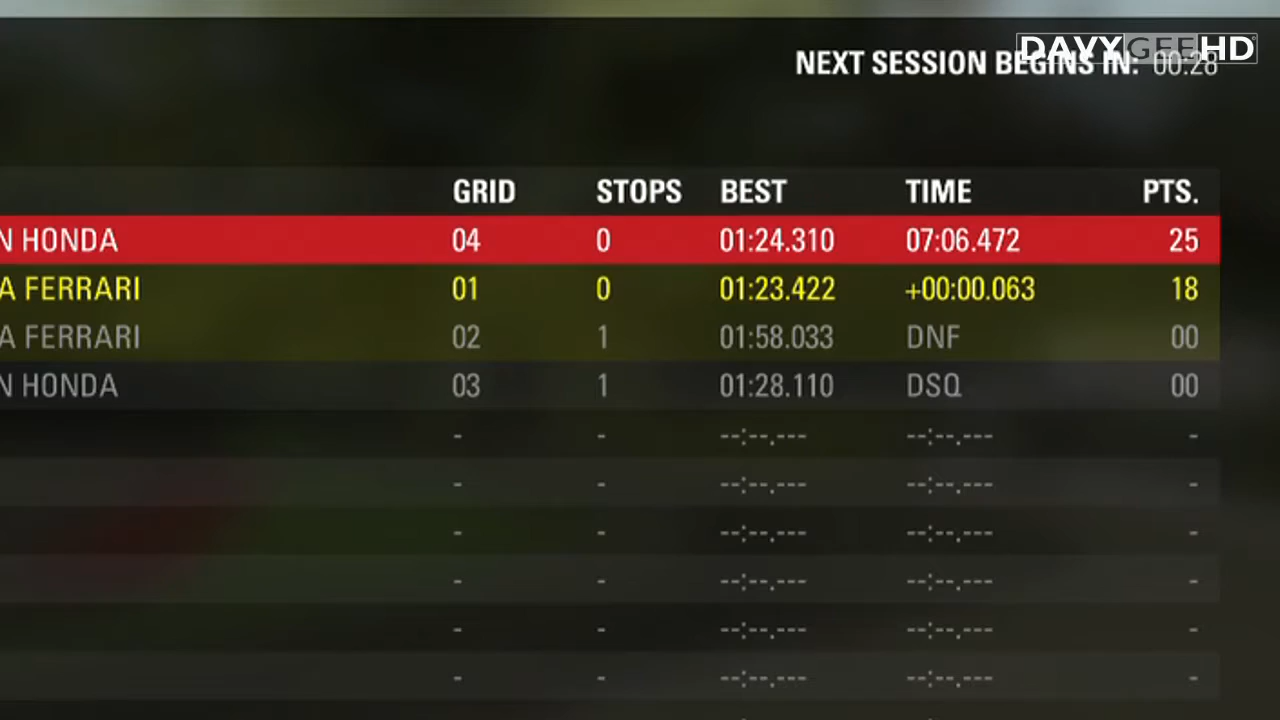 DAVYGEEHD
NEXT SESSION BEGINS IN: 00:28
GRID STOPS BEST TIME PTS.
N HONDA 04 0 01:24.310 07:06.472 25
A FERRARI 01 0 01:23.422 +00:00.063 18
A FERRARI 02 1 01:58.033 DNF 00
N HONDA 03 1 01:28.110 DSQ 00
- - --:--.--- --:--.--- -
- - --:--.--- --:--.--- -
- - --:--.--- --:--.--- -
- - --:--.--- --:--.--- -
- - --:--.--- --:--.--- -
- - --:--.--- --:--.--- -